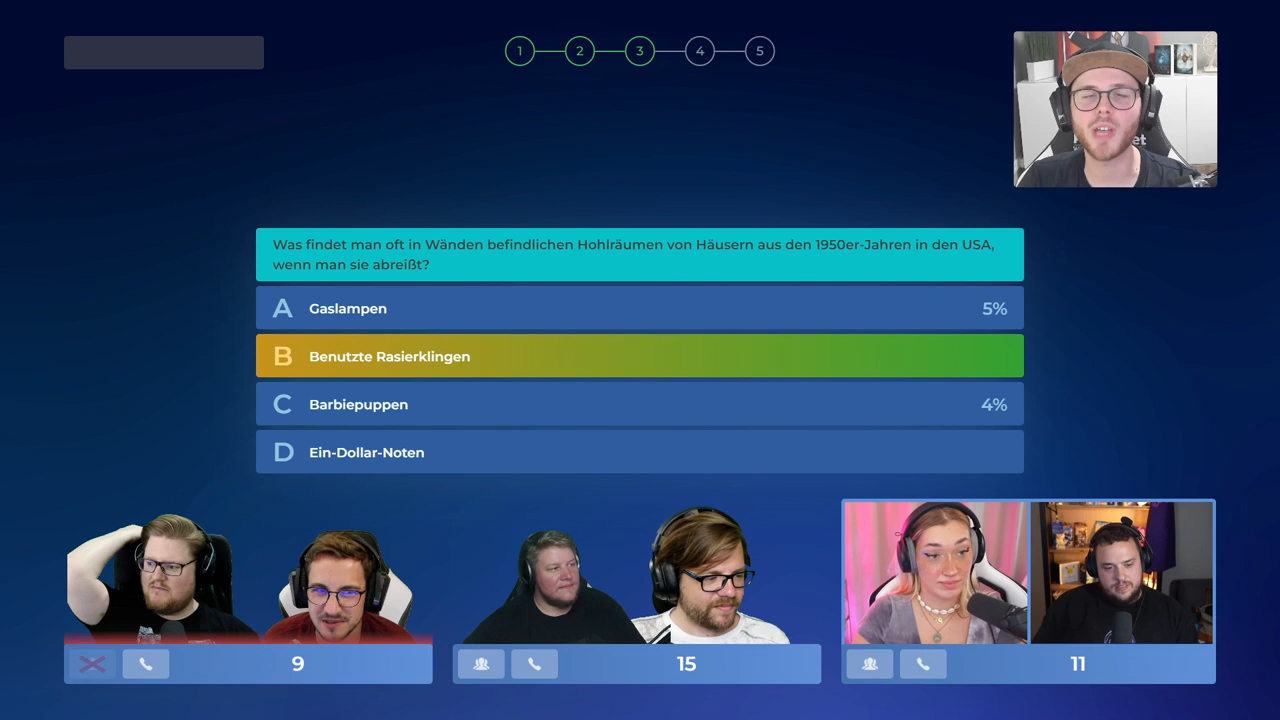 1 2 3 4 5
Was findet man oft in Wänden befindlichen Hohlräumen von Häusern aus den 1950er-Jahren in den USA,
wenn man sie abreißt?
A Gaslampen 5%
B Benutzte Rasierklingen
C Barbiepuppen 4%
D Ein-Dollar-Noten
9 15 11